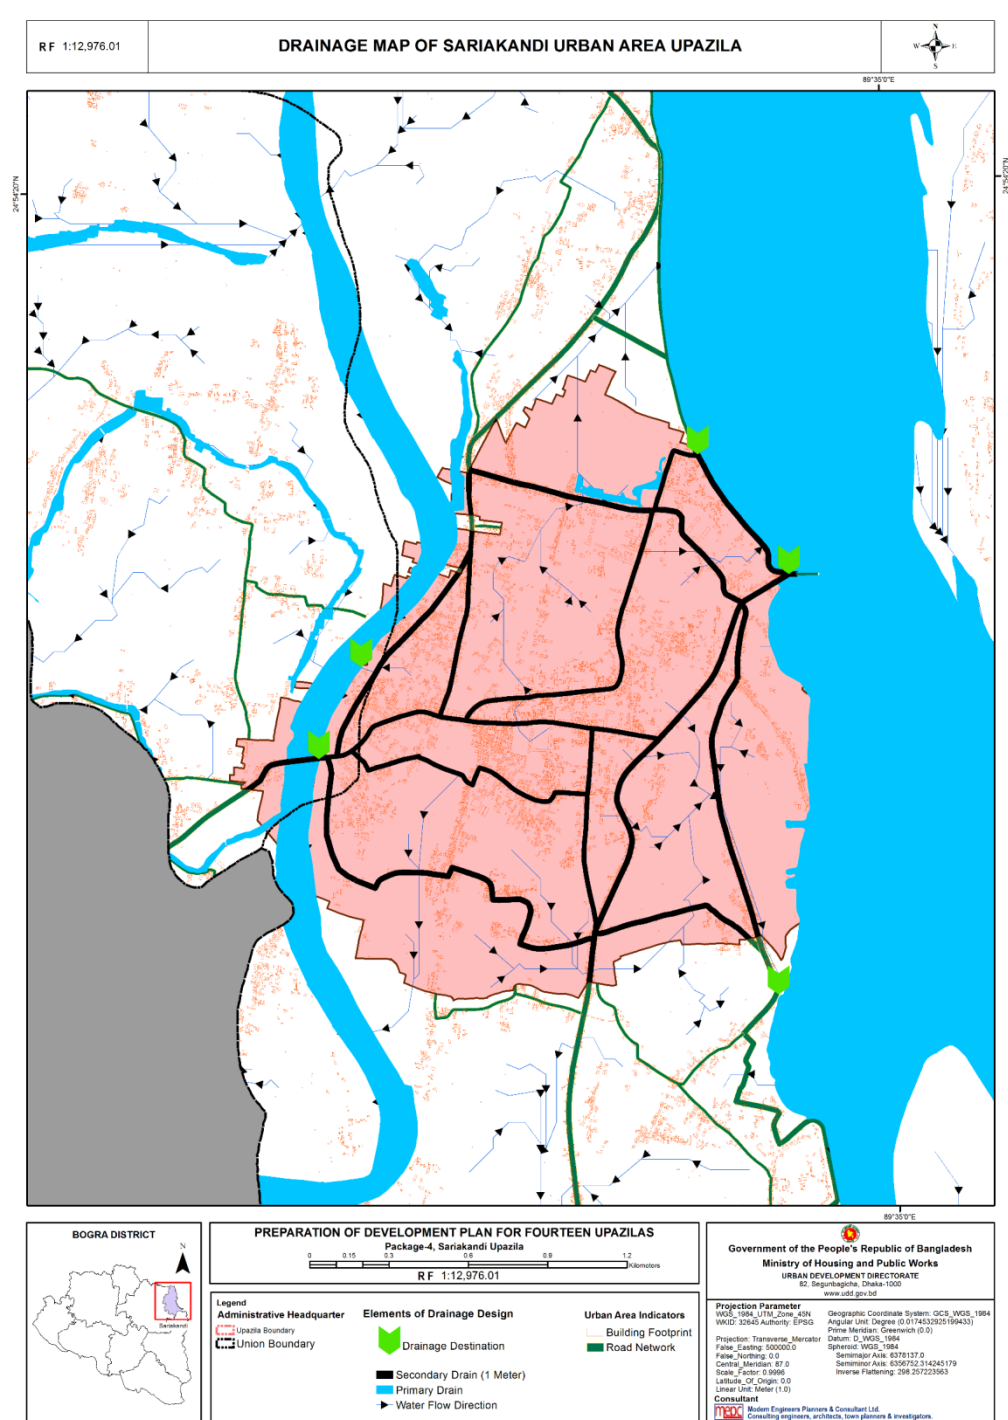 R F 1:12,976.01
DRAINAGE MAP OF SARIAKANDI URBAN AREA UPAZILA
N
W E
S
89°35'0"E
24°54'20"N
24°54'20"N
89°35'0"E
BOGRA DISTRICT
N
Sariakandi
PREPARATION OF DEVELOPMENT PLAN FOR FOURTEEN UPAZILAS
Package-4, Sariakandi Upazila
0 0.15 0.3 0.6 0.9 1.2
Kilometers
R F 1:12,976.01
Legend
Administrative Headquarter
Upazila Boundary
Union Boundary
Elements of Drainage Design
Drainage Destination
Secondary Drain (1 Meter)
Primary Drain
Water Flow Direction
Urban Area Indicators
Building Footprint
Road Network
Government of the People's Republic of Bangladesh
Ministry of Housing and Public Works
URBAN DEVELOPMENT DIRECTORATE
82, Segunbagicha, Dhaka-1000
www.udd.gov.bd
Projection Parameter
WGS_1984_UTM_Zone_45N
WKID: 32645 Authority: EPSG
Projection: Transverse_Mercator
False_Easting: 500000.0
False_Northing: 0.0
Central_Meridian: 87.0
Scale_Factor: 0.9996
Latitude_Of_Origin: 0.0
Linear Unit: Meter (1.0)
Geographic Coordinate System: GCS_WGS_1984
Angular Unit: Degree (0.0174532925199433)
Prime Meridian: Greenwich (0.0)
Datum: D_WGS_1984
Spheroid: WGS_1984
Semimajor Axis: 6378137.0
Semiminor Axis: 6356752.314245179
Inverse Flattening: 298.257223563
Consultant
MEPC
Modern Engineers Planners & Consultant Ltd.
Consulting engineers, architects, town planners & investigators.